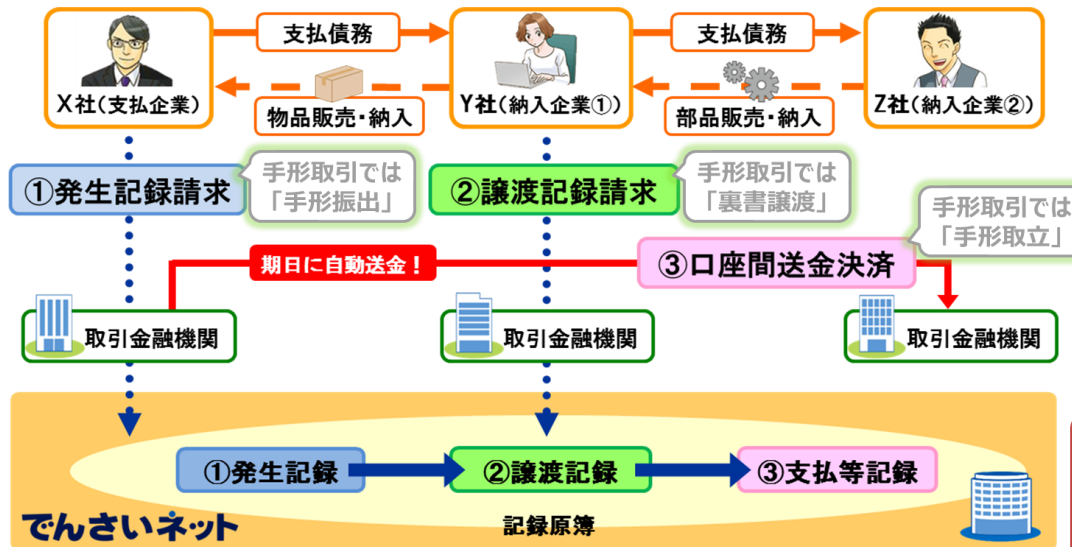 支払債務
支払債務
X社(支払企業)
物品販売・納入
Y社(納入企業①)
部品販売・納入
Z社(納入企業②)
①発生記録請求
手形取引では
「手形振出」
②譲渡記録請求
手形取引では
「裏書譲渡」
手形取引では
「手形取立」
期日に自動送金!
③口座間送金決済
取引金融機関
取引金融機関
取引金融機関
①発生記録
②譲渡記録
③支払等記録
でんさいネット
記録原簿